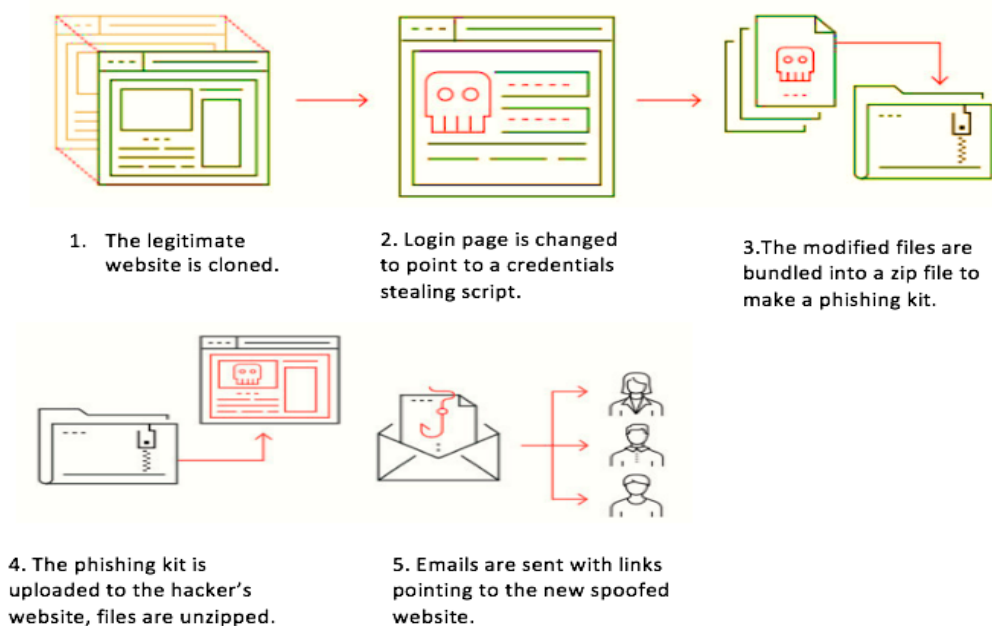 1. The legitimate
website is cloned.
2. Login page is changed
to point to a credentials
stealing script.
3.The modified files are
bundled into a zip file to
make a phishing kit.
4. The phishing kit is
uploaded to the hacker’s
website, files are unzipped.
5. Emails are sent with links
pointing to the new spoofed
website.